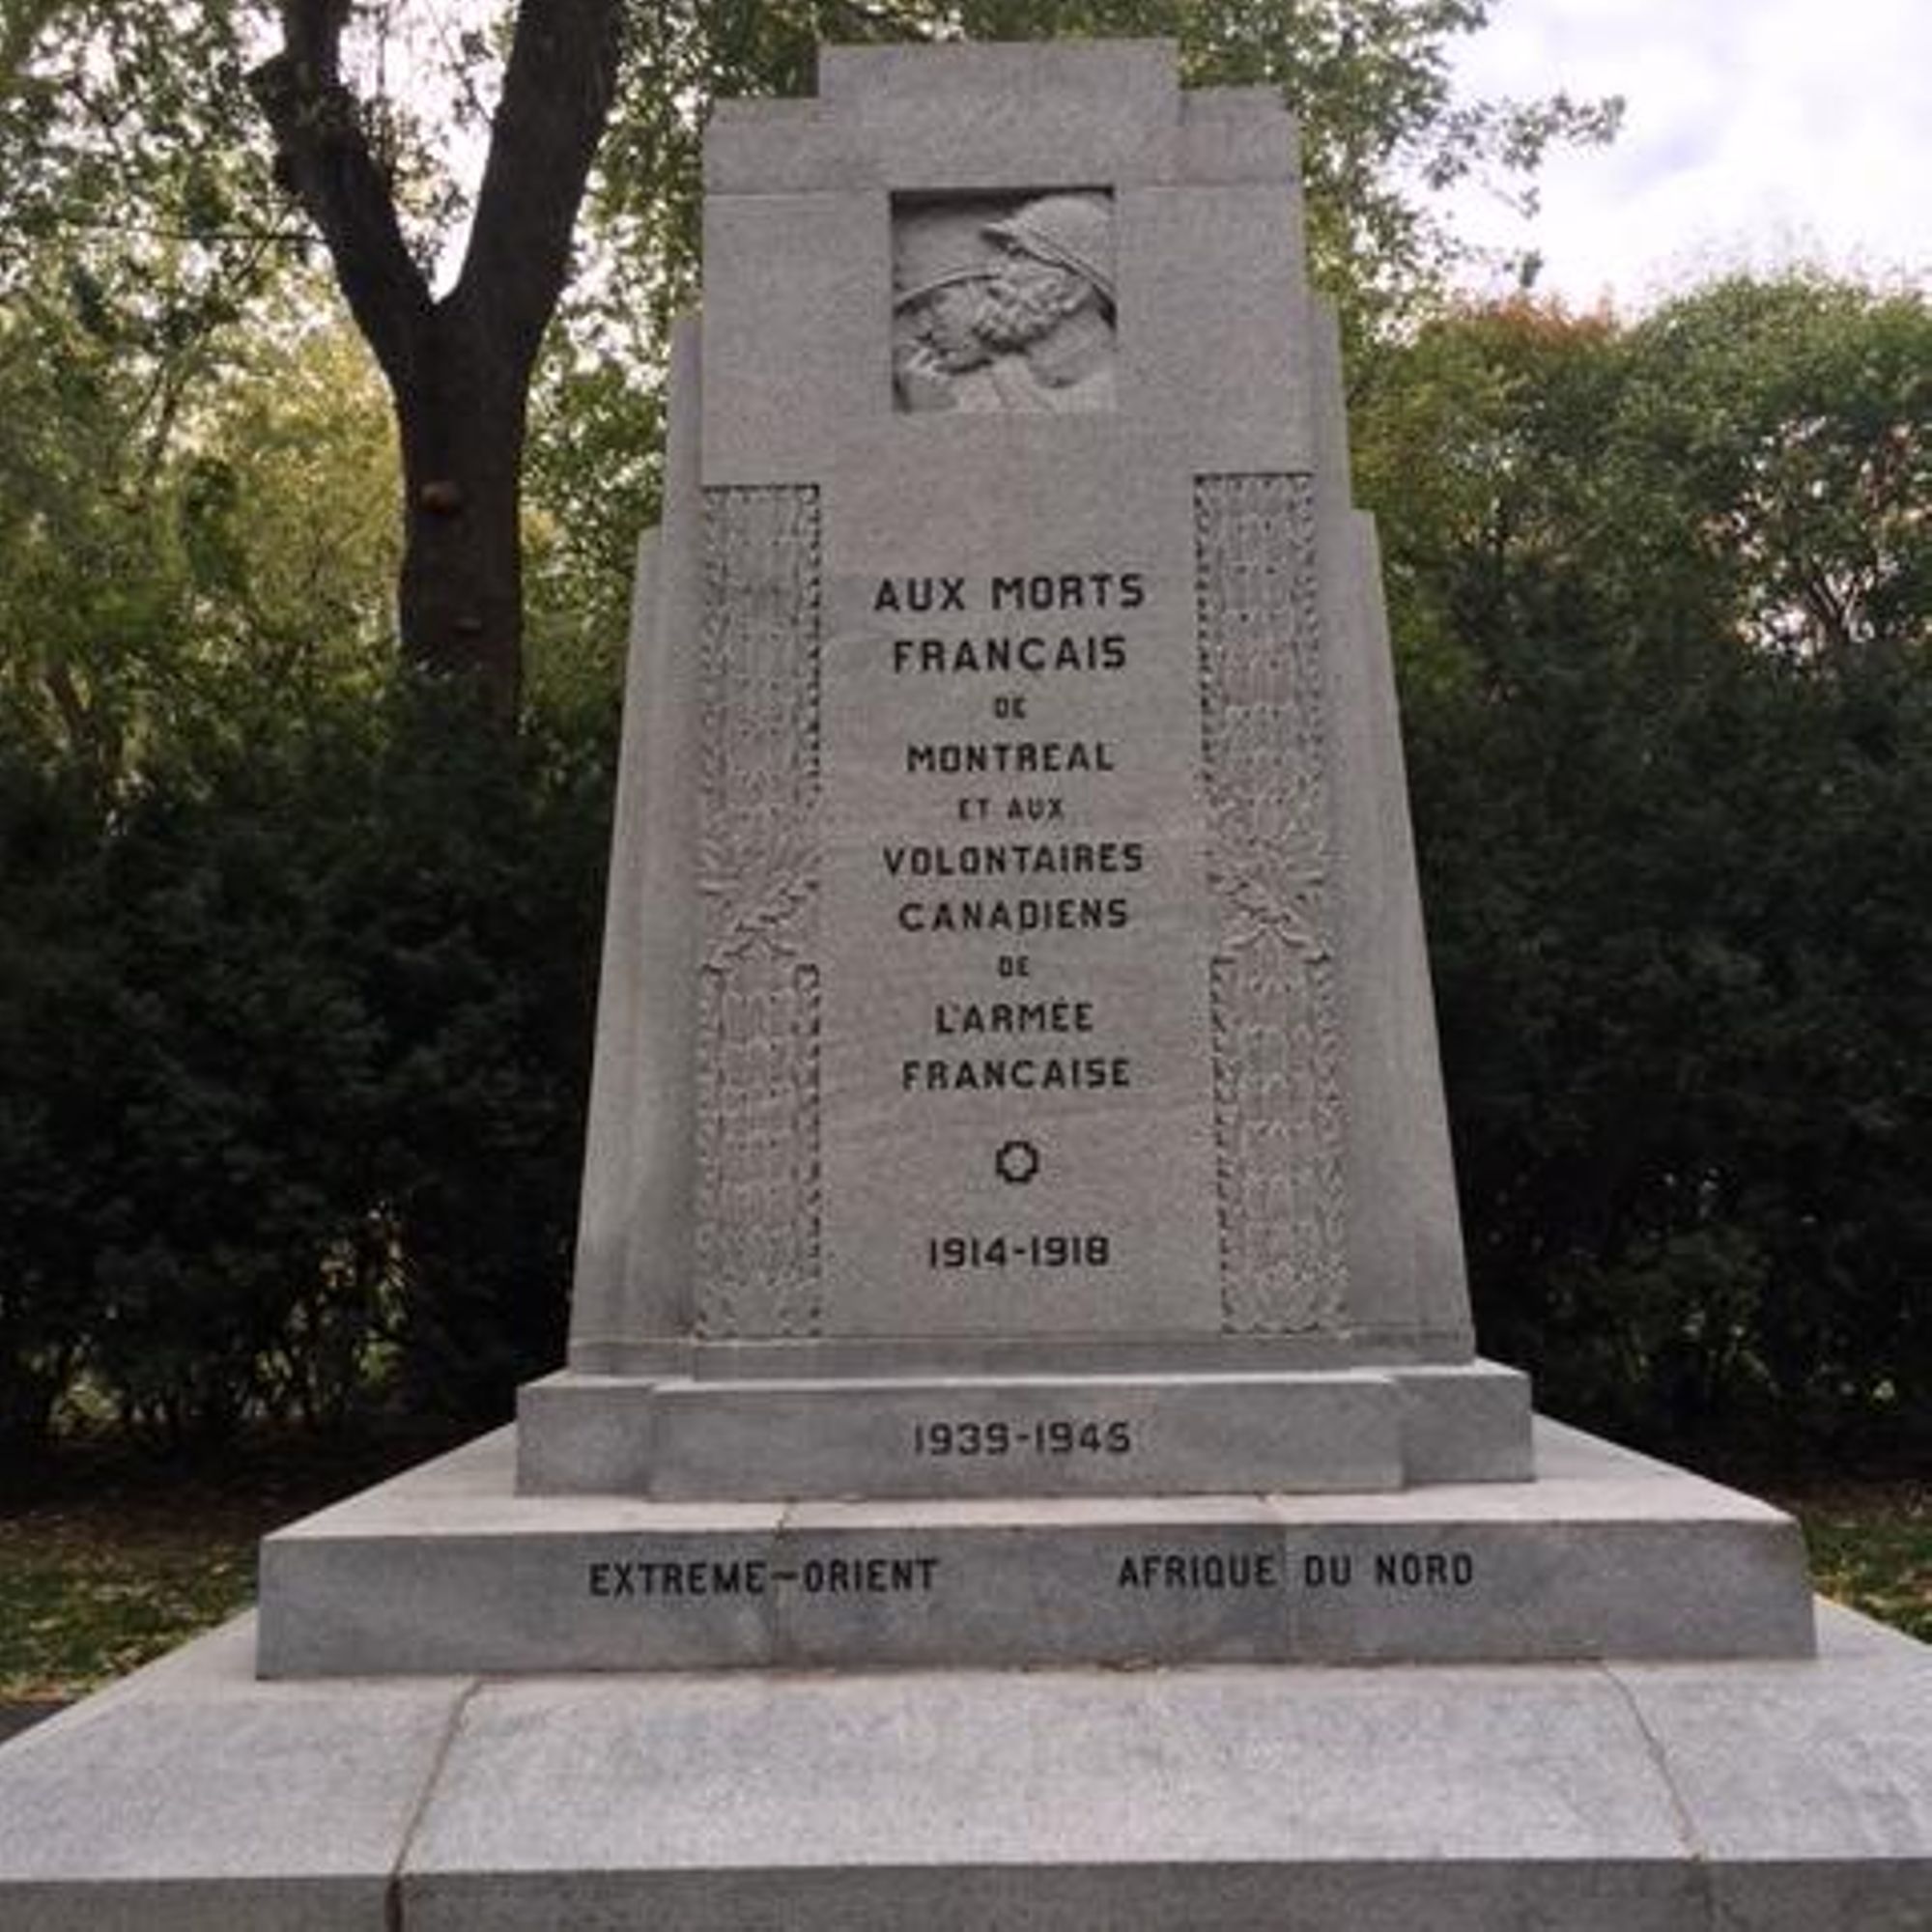 AUX MORTS
FRANCAIS
DE
MONTREAL
ET AUX
VOLONTAIRES
CANADIENS
DE
L'ARMÉE
FRANCAISE
1914-1918
1939-1945
EXTREME-ORIENT AFRIQUE DU NORD